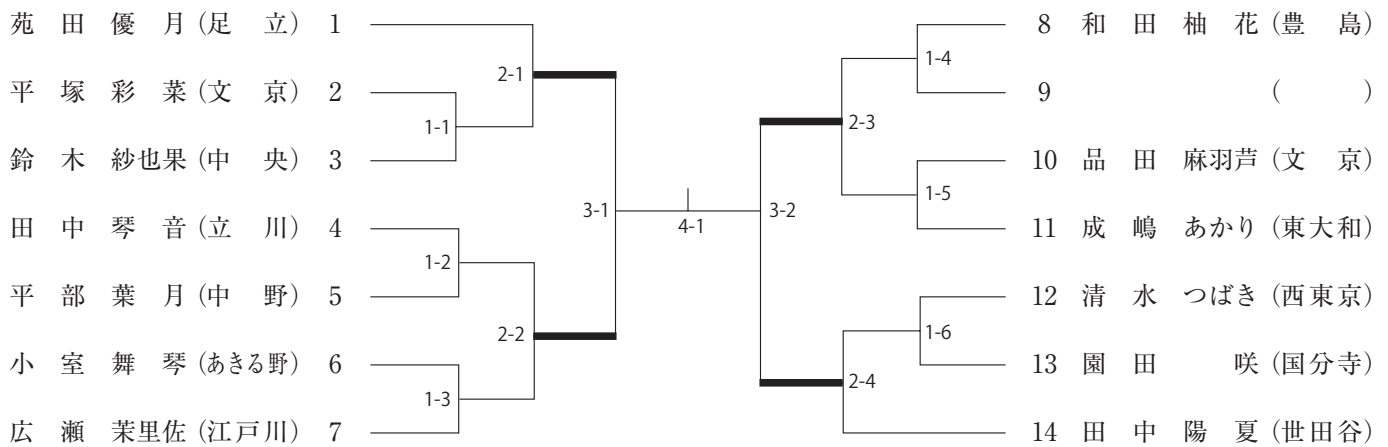 苑田優月(足立) 1
平塚彩菜(文京) 2
鈴木紗也果(中央) 3
田中琴音(立川) 4
平部葉月(中野) 5
小室舞琴(あきる野) 6
広瀬茉里佐(江戸川) 7
2-1
1-1
3-1
1-2
2-2
1-3
4-1
8 和田柚花(豊島)
9 ( )
10 品田麻羽芦(文京)
11 成嶋あかり(東大和)
12 清水つばき(西東京)
13 園田咲(国分寺)
14 田中陽夏(世田谷)
1-4
2-3
1-5
3-2
1-6
2-4